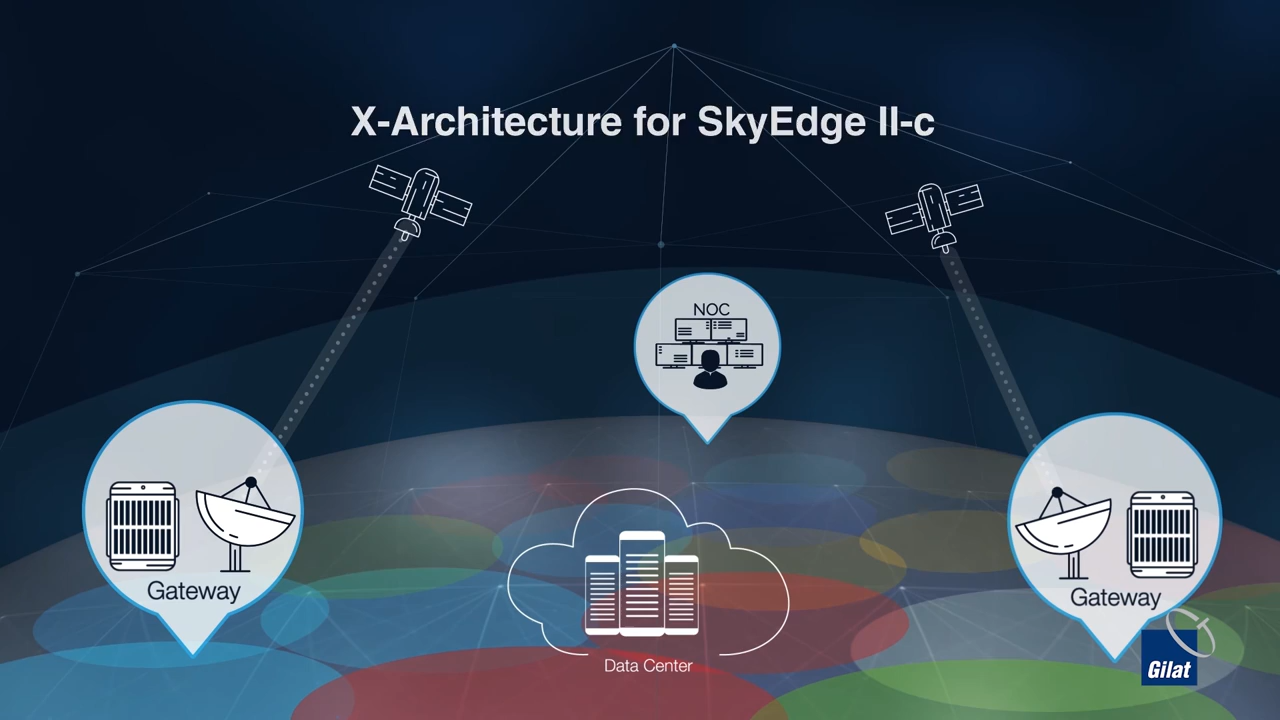 X-Architecture for SkyEdge II-c
NOC
Gateway
Gateway
Data Center
Gilat